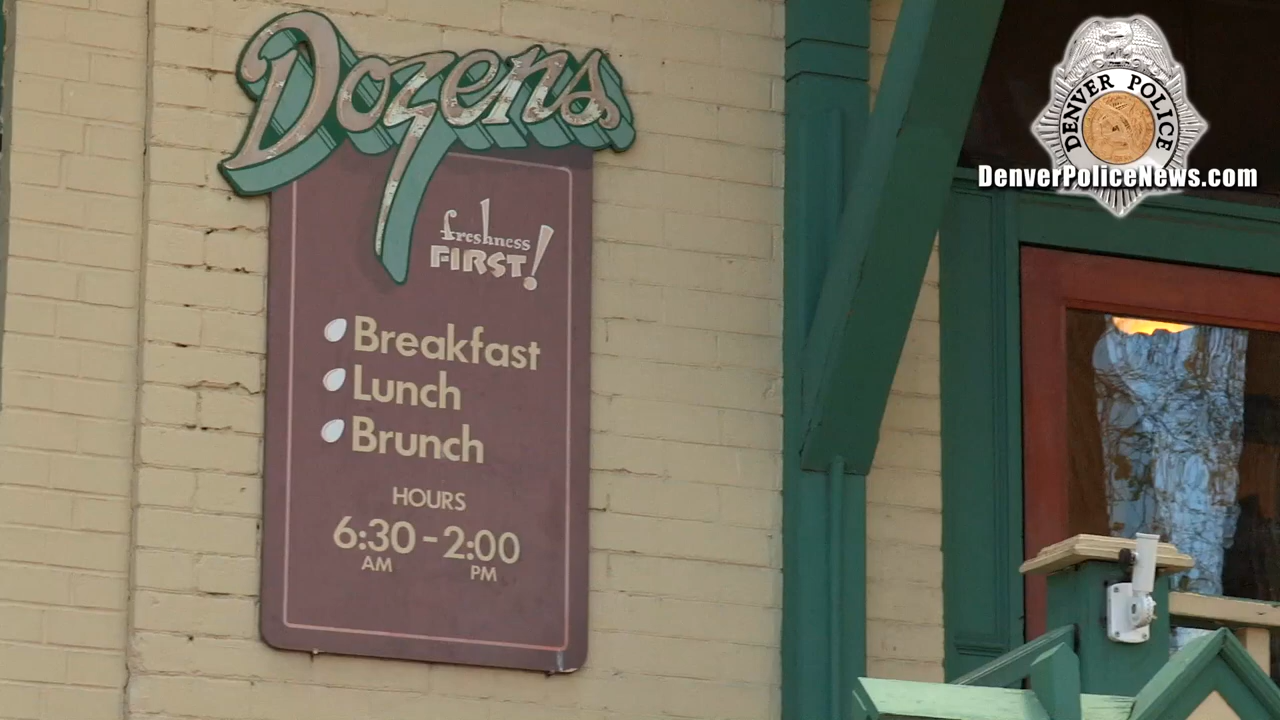 Dozens
freshness
FIRST!
Breakfast
Lunch
Brunch
HOURS
6:30 - 2:00
AM PM
DENVER POLICE
DenverPoliceNews.com